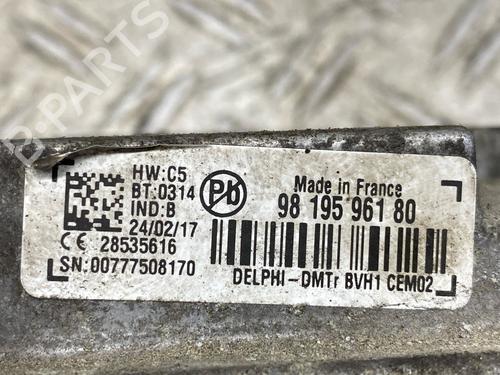 B-PARTS
HW:C5
BT:0314
IND:B
24/02/17
CE 28535616
SN:00777508170
Pb
Made in France
98 195 961 80
DELPHI-DMTr BVH1 CEM02